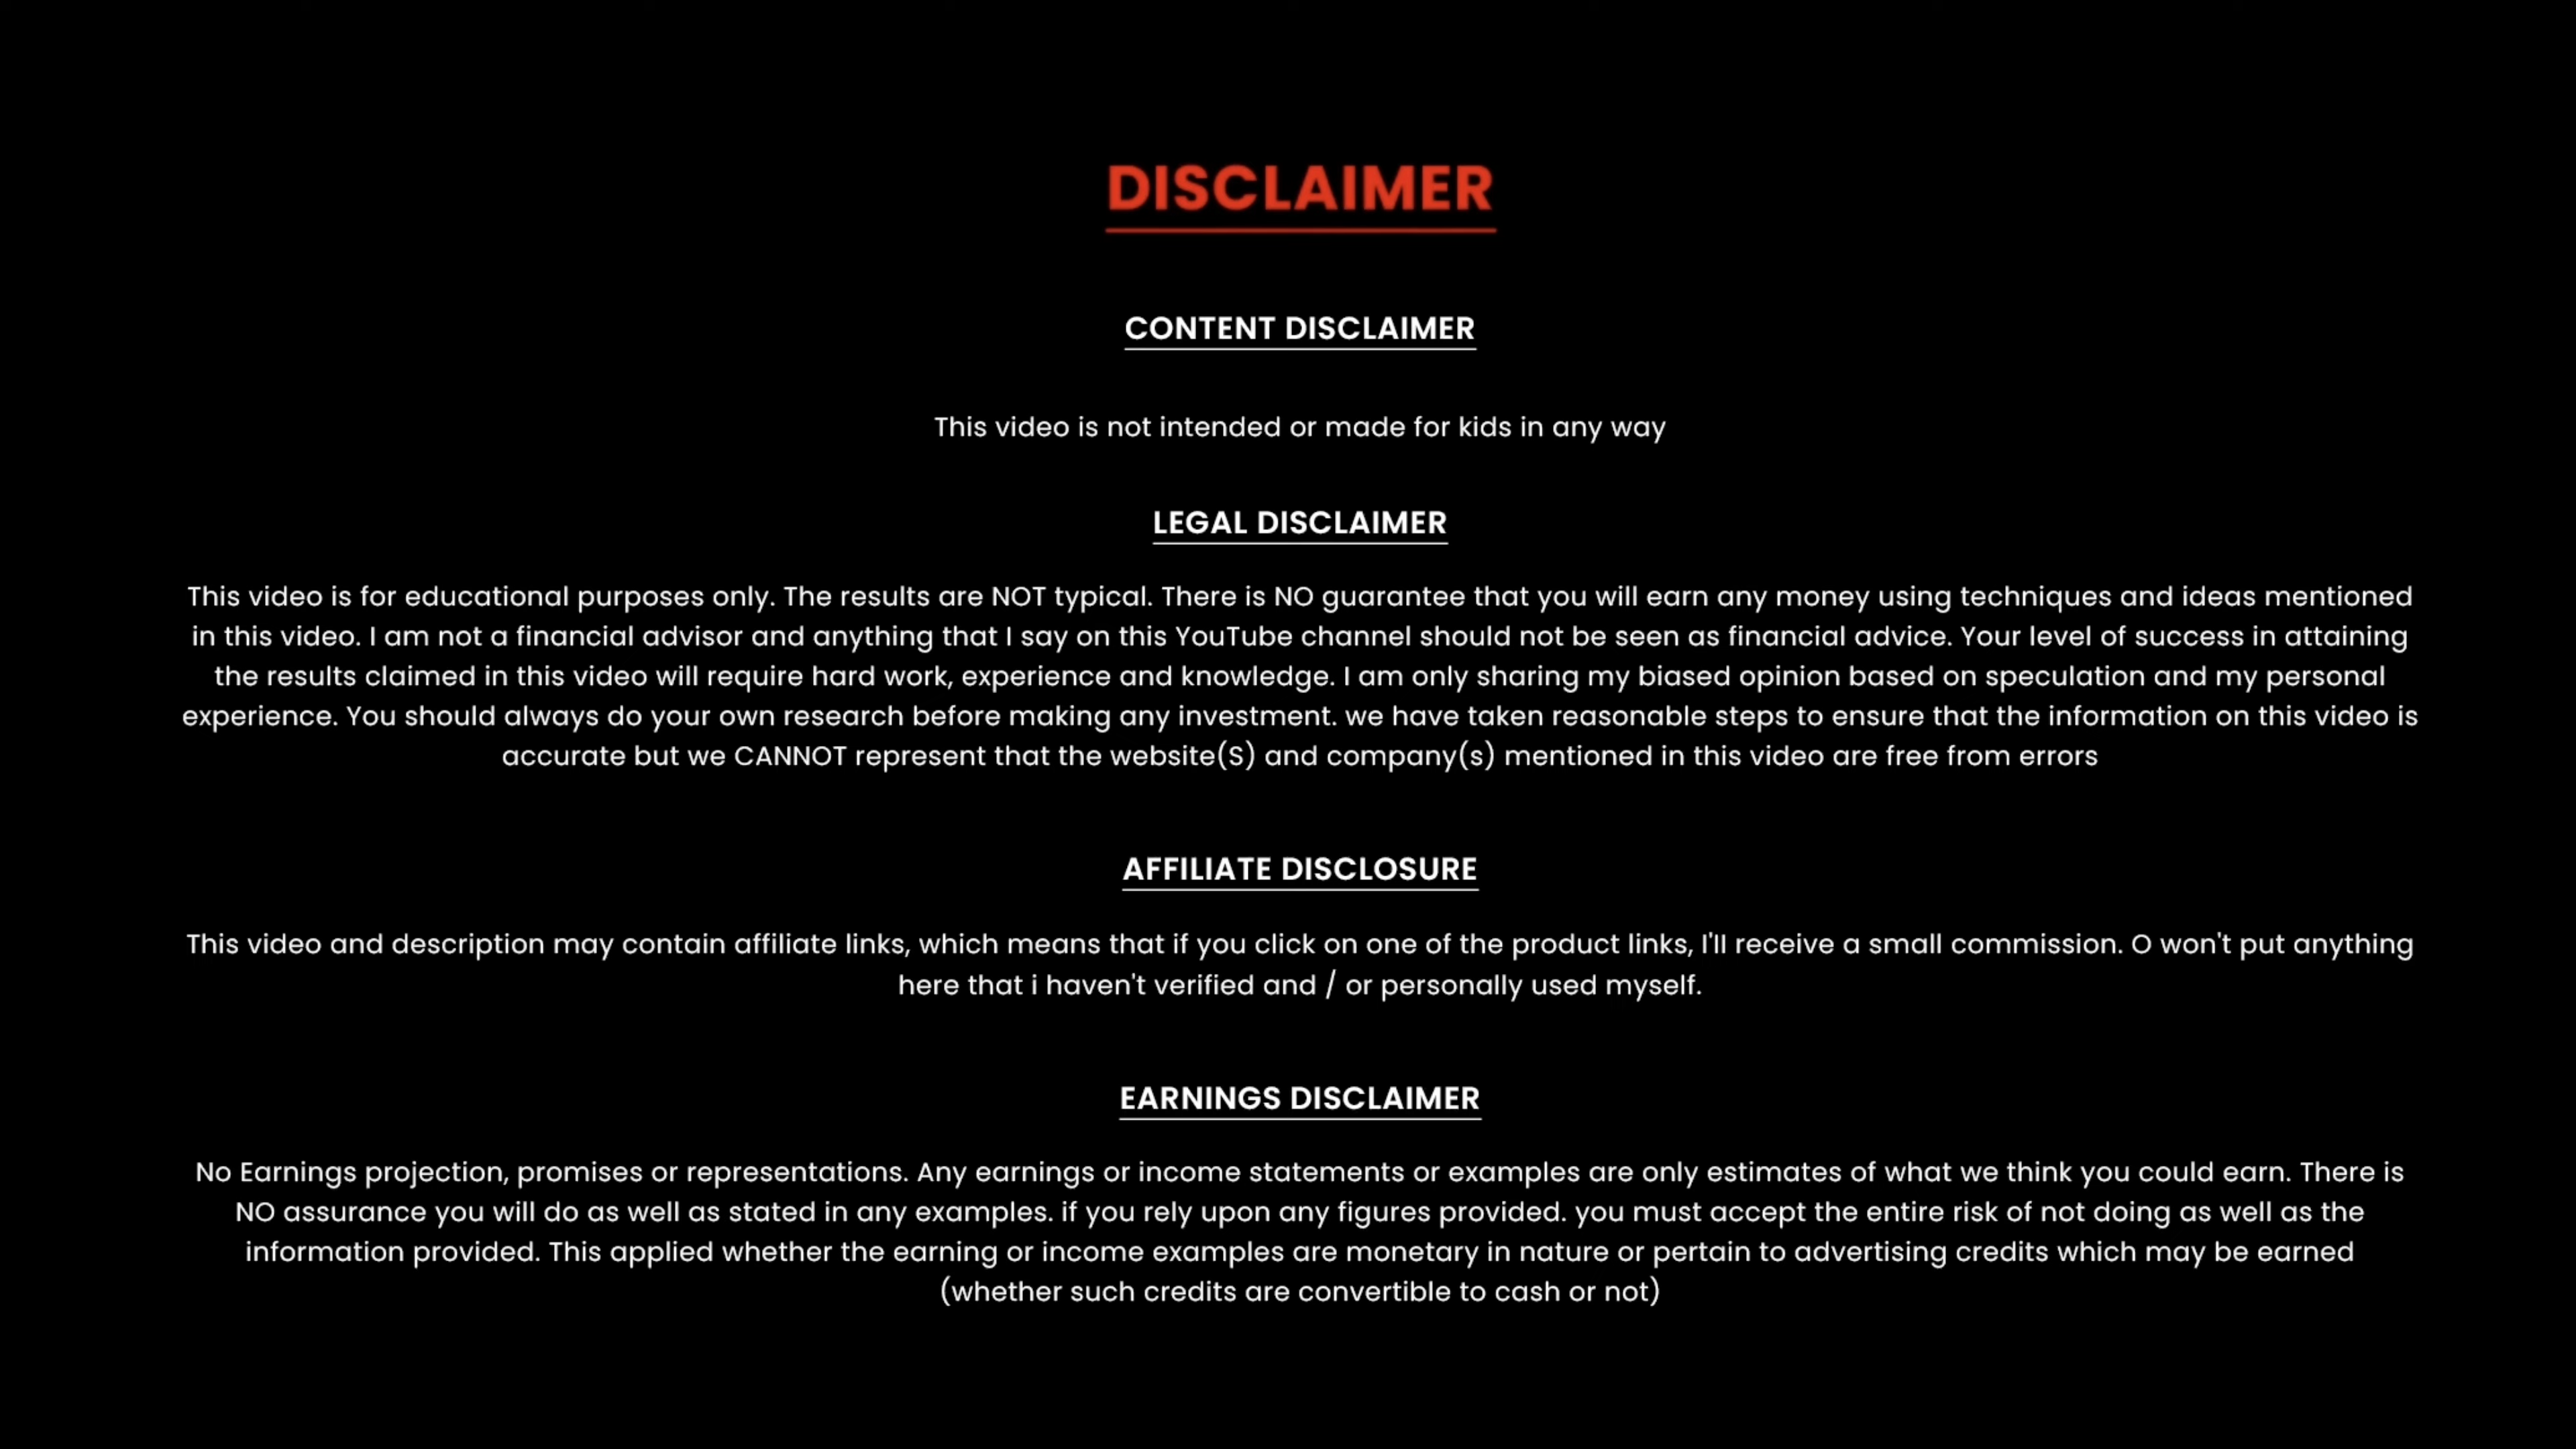 DISCLAIMER
CONTENT DISCLAIMER
This video is not intended or made for kids in any way
LEGAL DISCLAIMER
This video is for educational purposes only. The results are NOT typical. There is NO guarantee that you will earn any money using techniques and ideas mentioned
in this video. I am not a financial advisor and anything that I say on this YouTube channel should not be seen as financial advice. Your level of success in attaining
the results claimed in this video will require hard work, experience and knowledge. I am only sharing my biased opinion based on speculation and my personal
experience. You should always do your own research before making any investment. we have taken reasonable steps to ensure that the information on this video is
accurate but we CANNOT represent that the website(S) and company(s) mentioned in this video are free from errors
AFFILIATE DISCLOSURE
This video and description may contain affiliate links, which means that if you click on one of the product links, I'II receive a small commission. O won't put anything
here that i haven't verified and / or personally used myself.
EARNINGS DISCLAIMER
No Earnings projection, promises or representations. Any earnings or income statements or examples are only estimates of what we think you could earn. There is
NO assurance you will do as well as stated in any examples. if you rely upon any figures provided. you must accept the entire risk of not doing as well as the
information provided. This applied whether the earning or income examples are monetary in nature or pertain to advertising credits which may be earned
(whether such credits are convertible to cash or not)